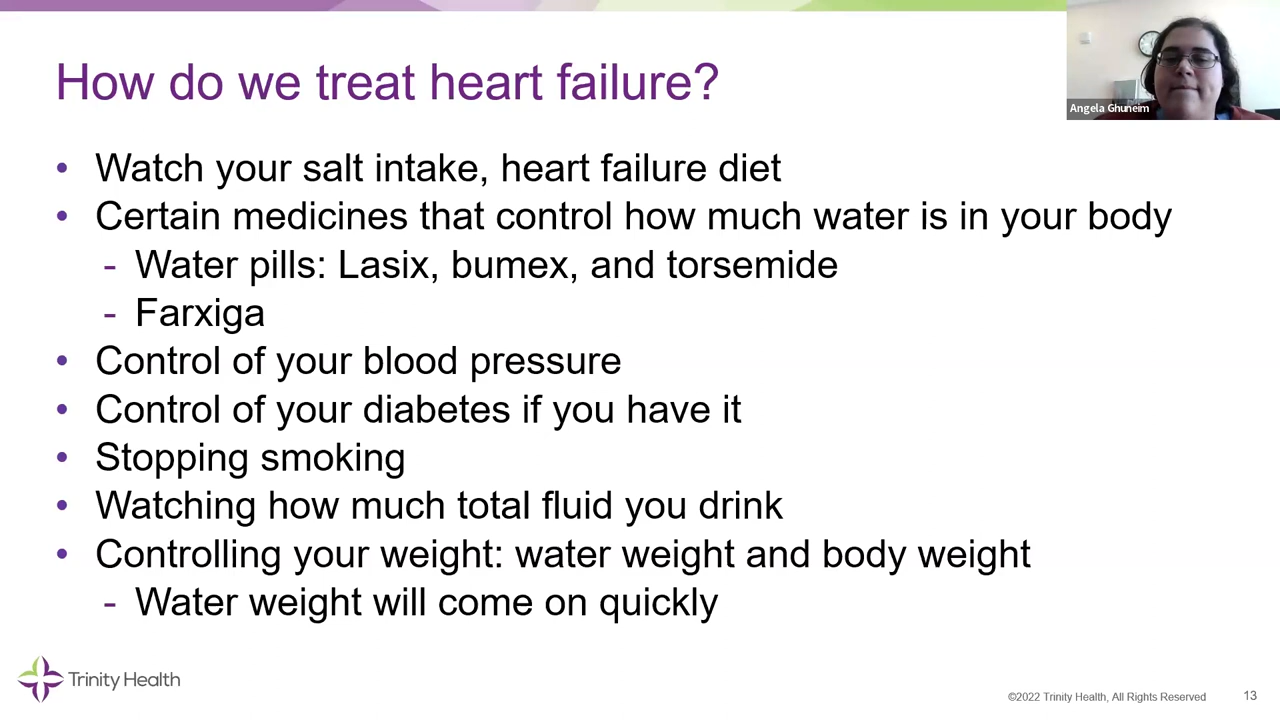 How do we treat heart failure?
Angela Ghuneim
• Watch your salt intake, heart failure diet
• Certain medicines that control how much water is in your body
- Water pills: Lasix, bumex, and torsemide
- Farxiga
• Control of your blood pressure
• Control of your diabetes if you have it
• Stopping smoking
• Watching how much total fluid you drink
• Controlling your weight: water weight and body weight
- Water weight will come on quickly
Trinity Health
©2022 Trinity Health, All Rights Reserved
13